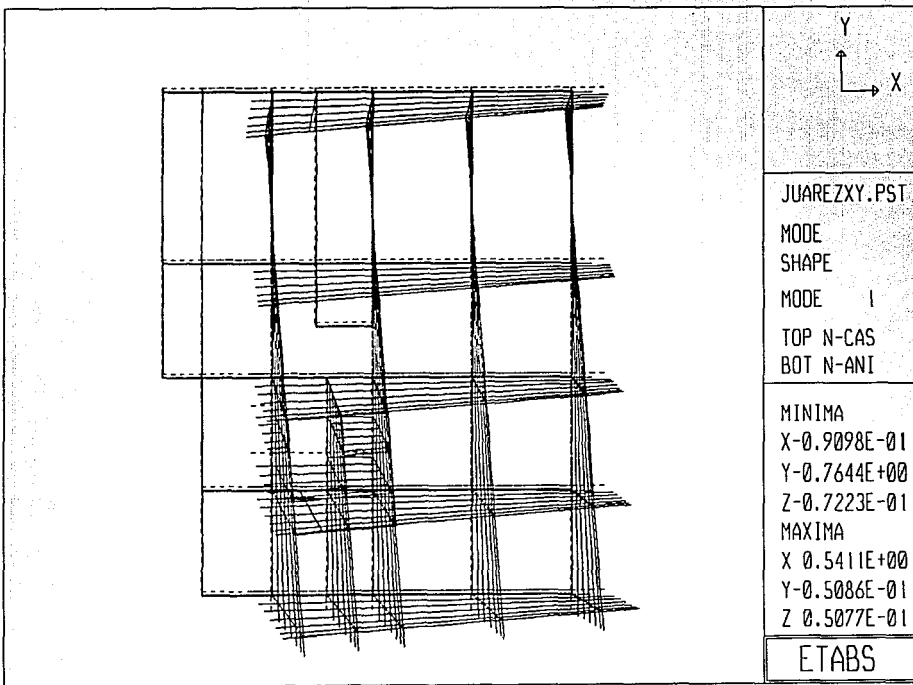 Y
X
JUAREZXY.PST
MODE
SHAPE
MODE 1
TOP N-CAS
BOT N-ANI
MINIMA
X-0.9098E-01
Y-0.7644E+00
Z-0.7223E-01
MAXIMA
X 0.5411E+00
Y-0.5086E-01
Z 0.5077E-01
ETABS